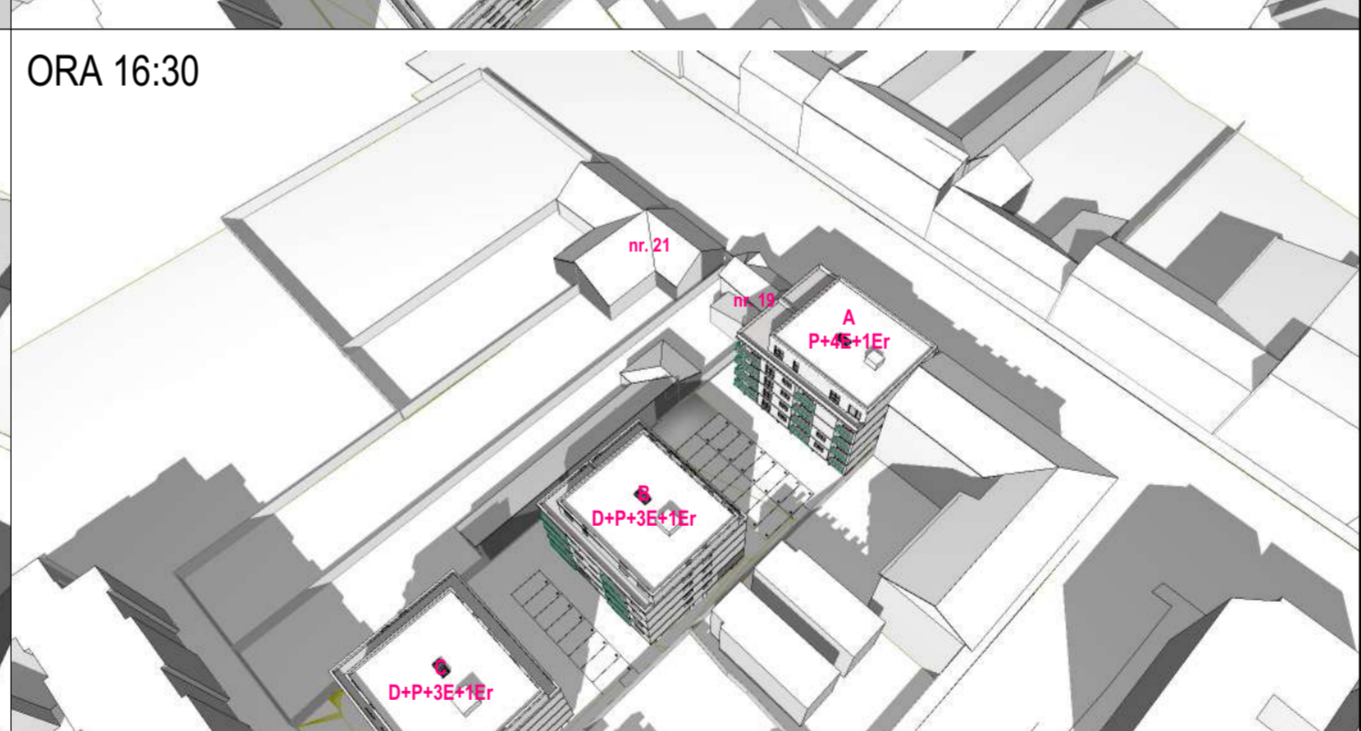 ORA 16:30
nr. 21
nr. 19
A
P+4E+1Er
B
D+P+3E+1Er
C
D+P+3E+1Er